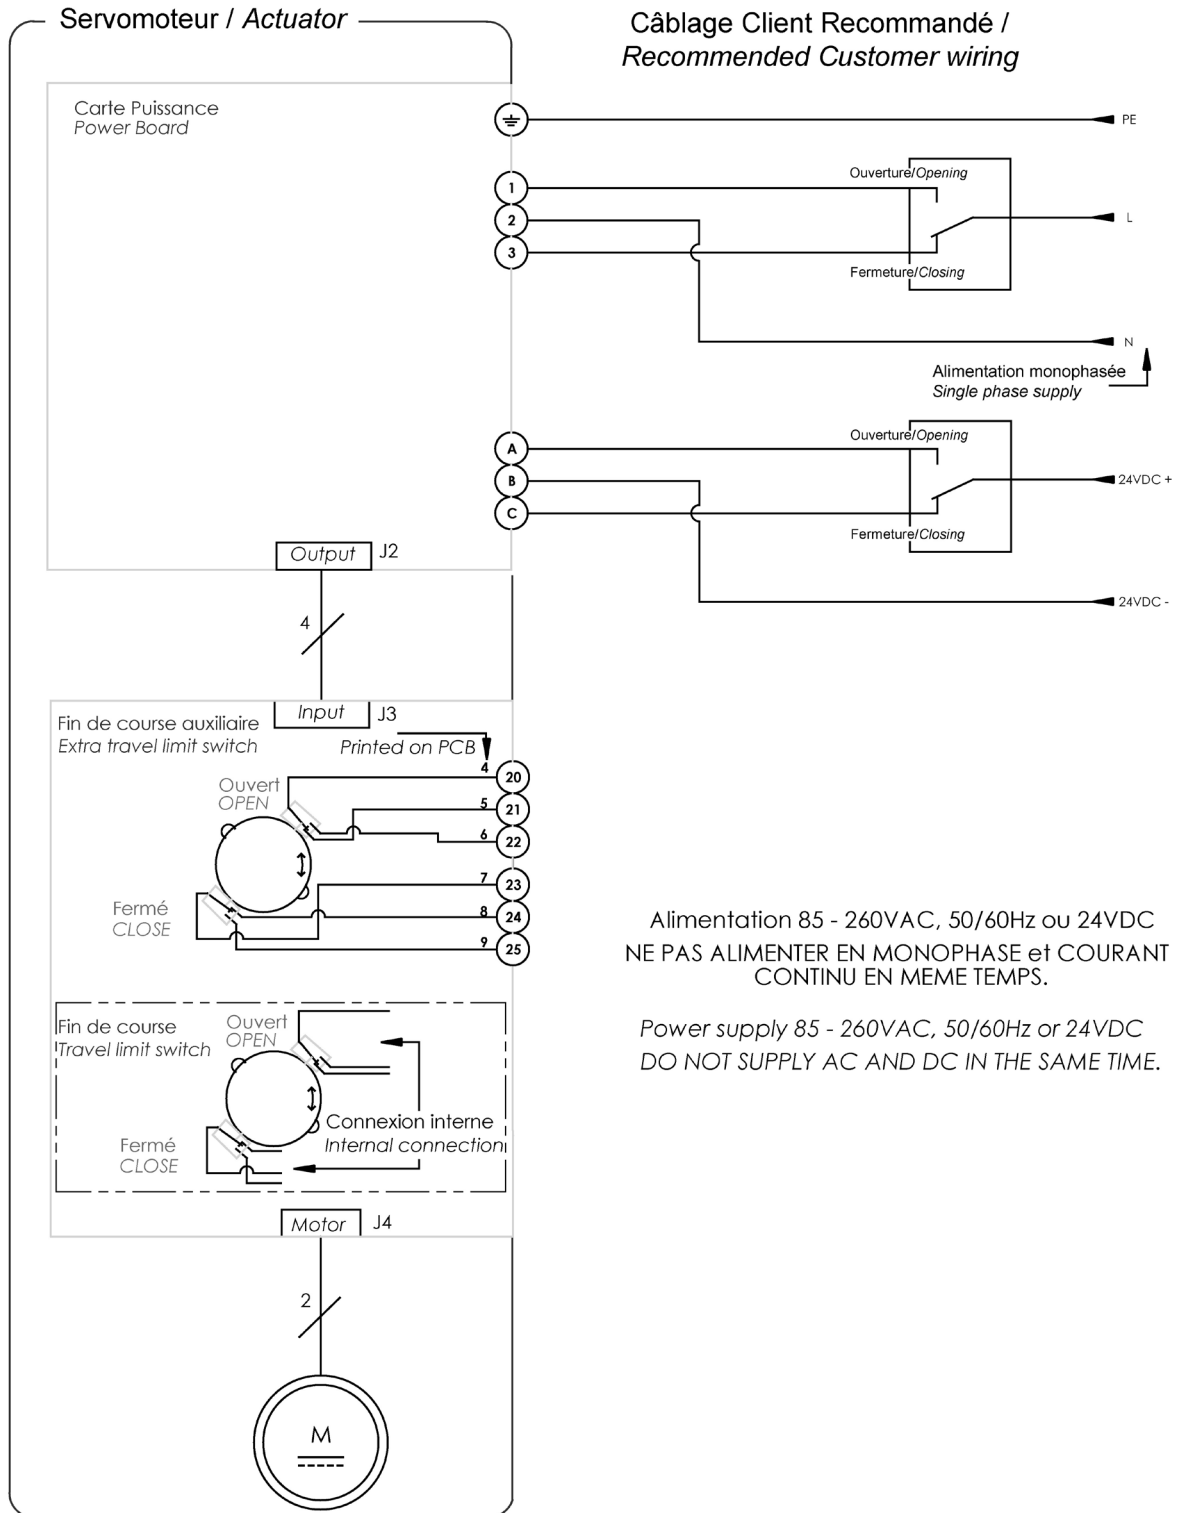 Servomoteur / Actuator
Câblage Client Recommandé /
Recommended Customer wiring
Carte Puissance
Power Board
PE
1
2
3
Ouverture/Opening
L
Fermeture/Closing
N
Alimentation monophasée
Single phase supply
A
B
C
Ouverture/Opening
24VDC +
Fermeture/Closing
24VDC -
Output
J2
4
Input
J3
Fin de course auxiliaire
Extra travel limit switch
Printed on PCB
Ouvert
OPEN
4
20
5
21
6
22
7
23
8
24
9
25
Fermé
CLOSE
Alimentation 85 - 260VAC, 50/60Hz ou 24VDC
NE PAS ALIMENTER EN MONOPHASE et COURANT
CONTINU EN MEME TEMPS.
Power supply 85 - 260VAC, 50/60Hz or 24VDC
DO NOT SUPPLY AC AND DC IN THE SAME TIME.
Fin de course
Travel limit switch
Ouvert
OPEN
Connexion interne
Internal connection
Fermé
CLOSE
Motor
J4
2
M